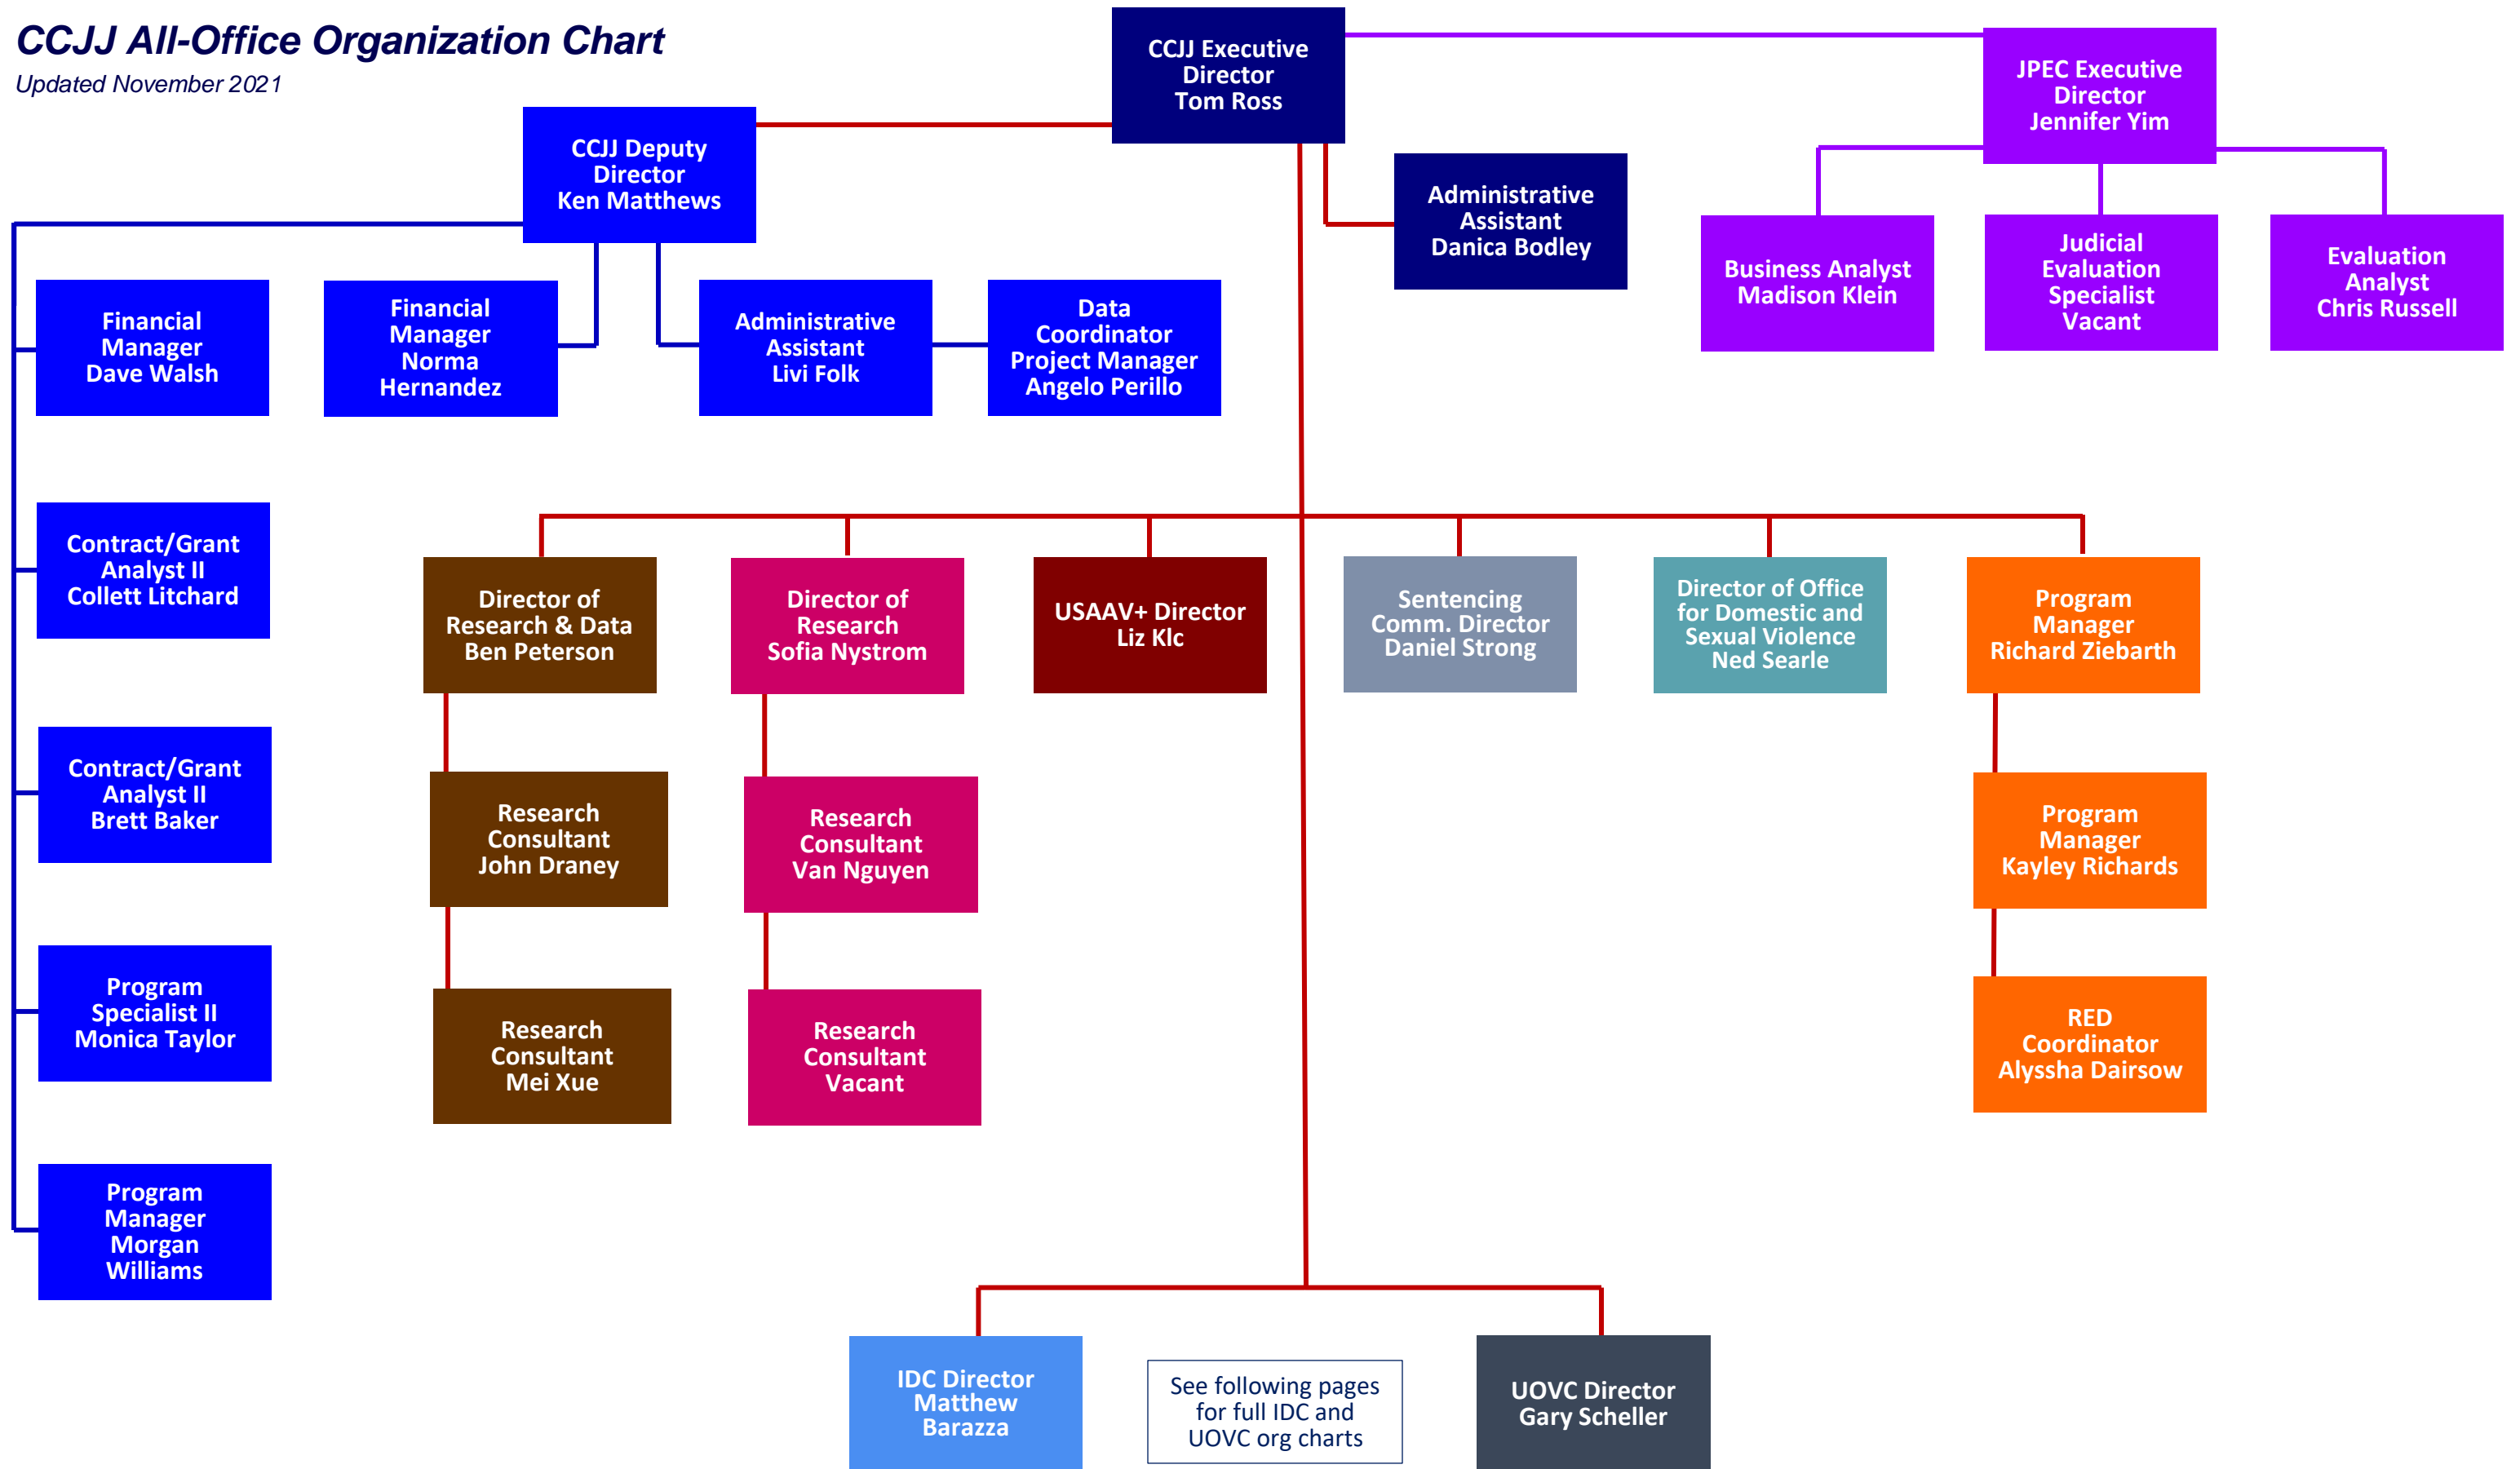 CCJJ All-Office Organization Chart
Updated November 2021
CCJJ Executive
Director
Tom Ross
JPEC Executive
Director
Jennifer Yim
CCJJ Deputy
Director
Ken Matthews
Administrative
Assistant
Danica Bodley
Business Analyst
Madison Klein
Judicial
Evaluation
Specialist
Vacant
Evaluation
Analyst
Chris Russell
Financial
Manager
Dave Walsh
Financial
Manager
Norma
Hernandez
Administrative
Assistant
Livi Folk
Data
Coordinator
Project Manager
Angelo Perillo
Contract/Grant
Analyst II
Collett Litchard
Director of
Research & Data
Ben Peterson
Director of
Research
Sofia Nystrom
USAAV+ Director
Liz Klc
Sentencing
Comm. Director
Daniel Strong
Director of Office
for Domestic and
Sexual Violence
Ned Searle
Program
Manager
Richard Ziebarth
Contract/Grant
Analyst II
Brett Baker
Research
Consultant
John Draney
Research
Consultant
Van Nguyen
Program
Manager
Kayley Richards
Program
Specialist II
Monica Taylor
Research
Consultant
Mei Xue
Research
Consultant
Vacant
RED
Coordinator
Alyssha Dairsow
Program
Manager
Morgan
Williams
IDC Director
Matthew
Barazza
See following pages
for full IDC and
UOVC org charts
UOVC Director
Gary Scheller